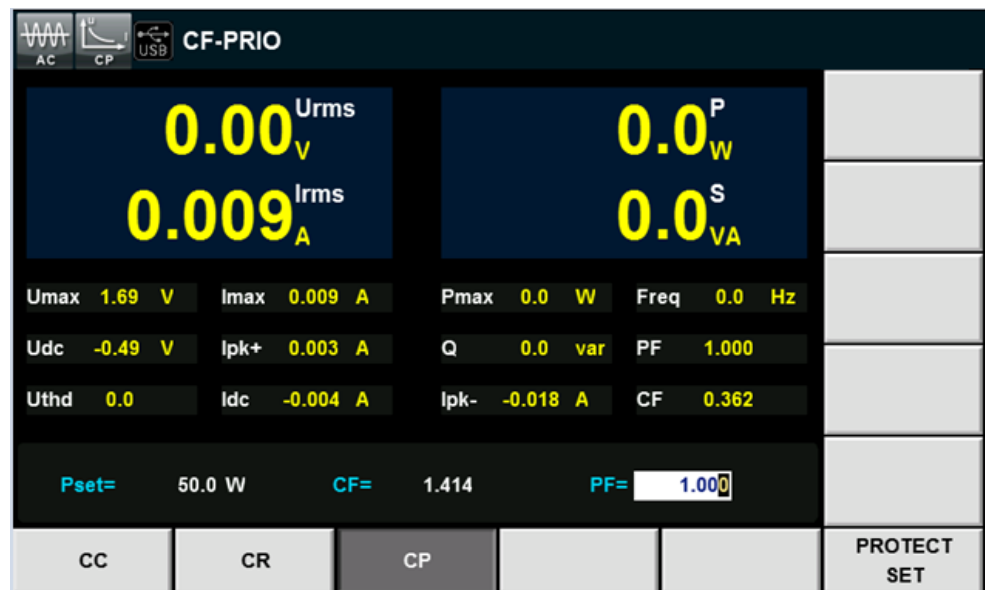 AC CP USB CF-PRIO
U I
0.00 Urms V 0.0 P W
0.009 Irms A 0.0 S VA
Umax 1.69 V Imax 0.009 A Pmax 0.0 W Freq 0.0 Hz
Udc -0.49 V Ipk+ 0.003 A Q 0.0 var PF 1.000
Uthd 0.0 Idc -0.004 A Ipk- -0.018 A CF 0.362
Pset= 50.0 W CF= 1.414 PF= 1.000
CC CR CP PROTECT
SET